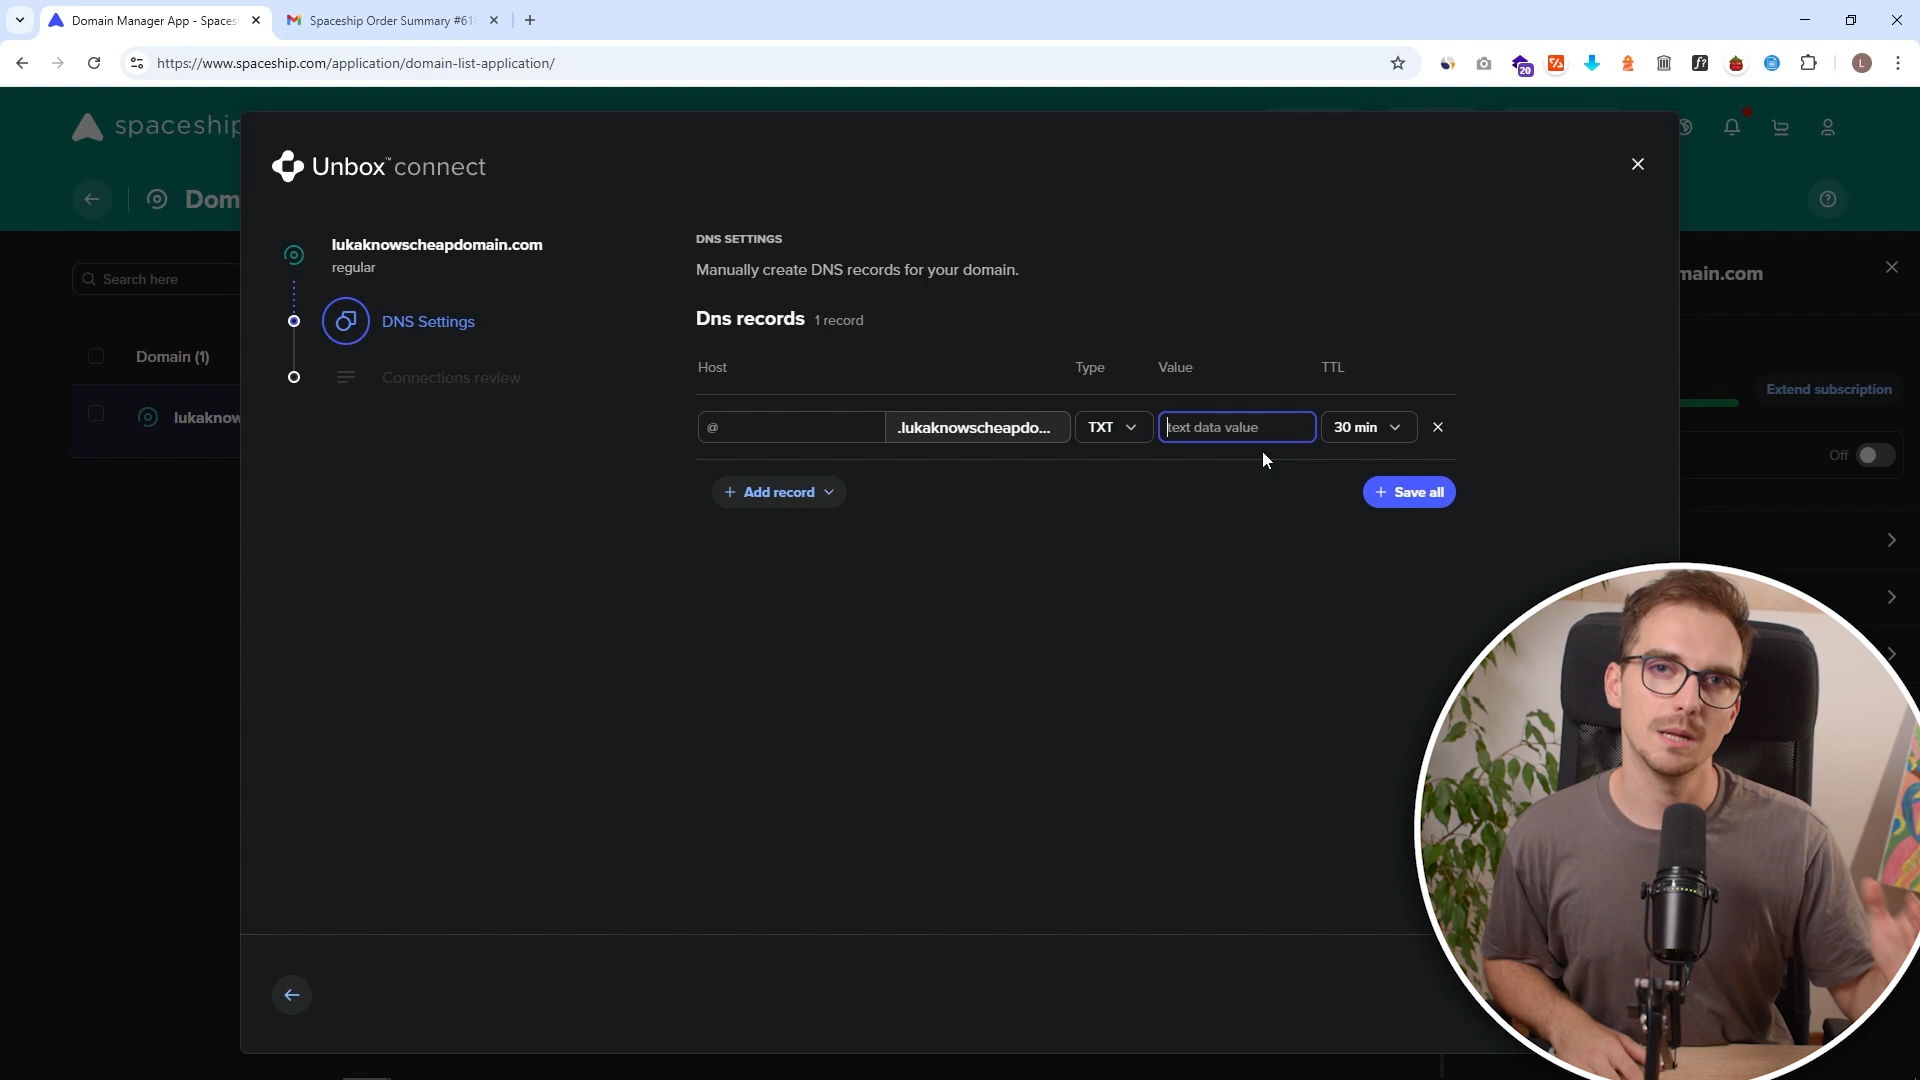 Domain Manager App - Spaces
Spaceship Order Summary #618
https://www.spaceship.com/application/domain-list-application/
20
f?
L
spaceship
Unbox™ connect
Dom
lukaknowscheapdomain.com
regular
DNS SETTINGS
Manually create DNS records for your domain.
main.com
Search here
DNS Settings
Dns records 1 record
Domain (1)
Connections review
Host Type Value TTL
Extend subscription
lukaknow
@ .lukaknowscheapdo... TXT text data value 30 min
Off
+ Add record
+ Save all